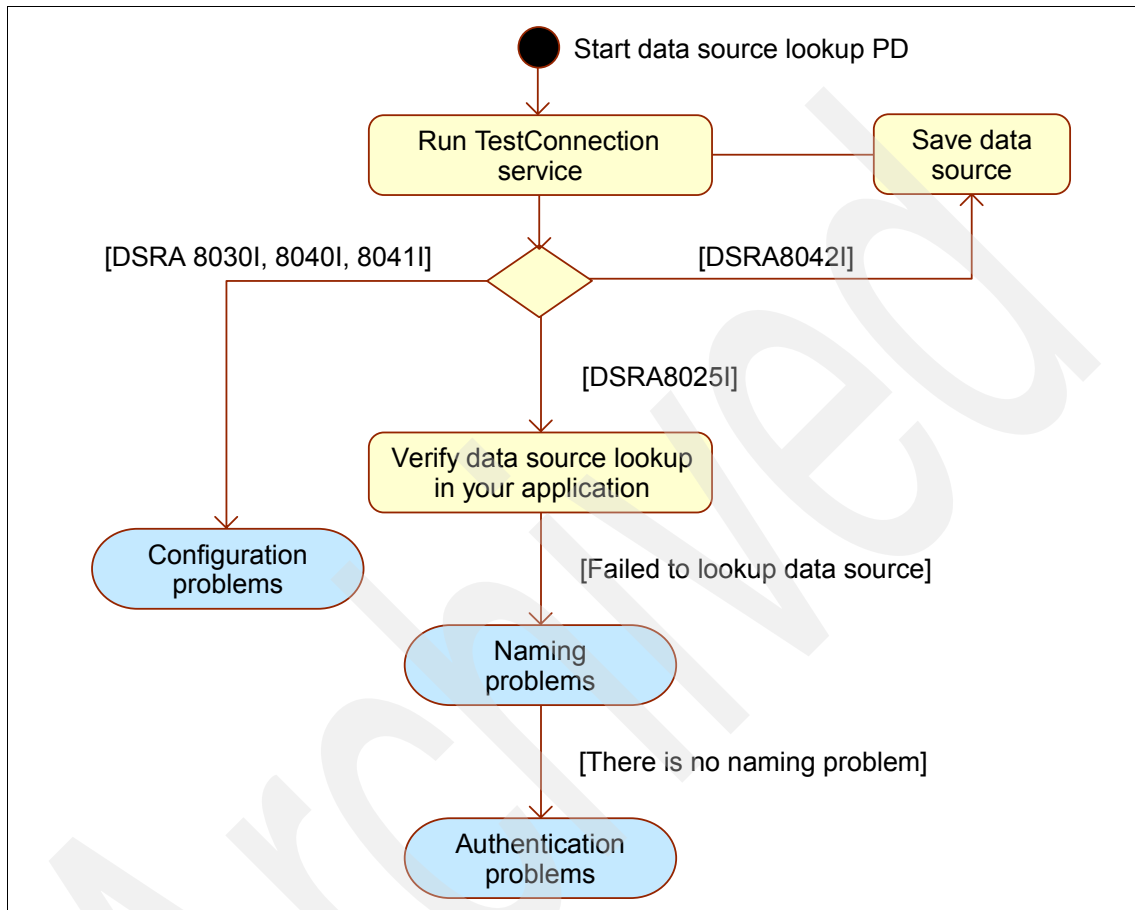 Start data source lookup PD
Run TestConnection
service
Save data
source
[DSRA 8030I, 8040I, 8041I]
[DSRA8042I]
[DSRA8025I]
Verify data source lookup
in your application
Configuration
problems
[Failed to lookup data source]
Naming
problems
[There is no naming problem]
Authentication
problems
Archived